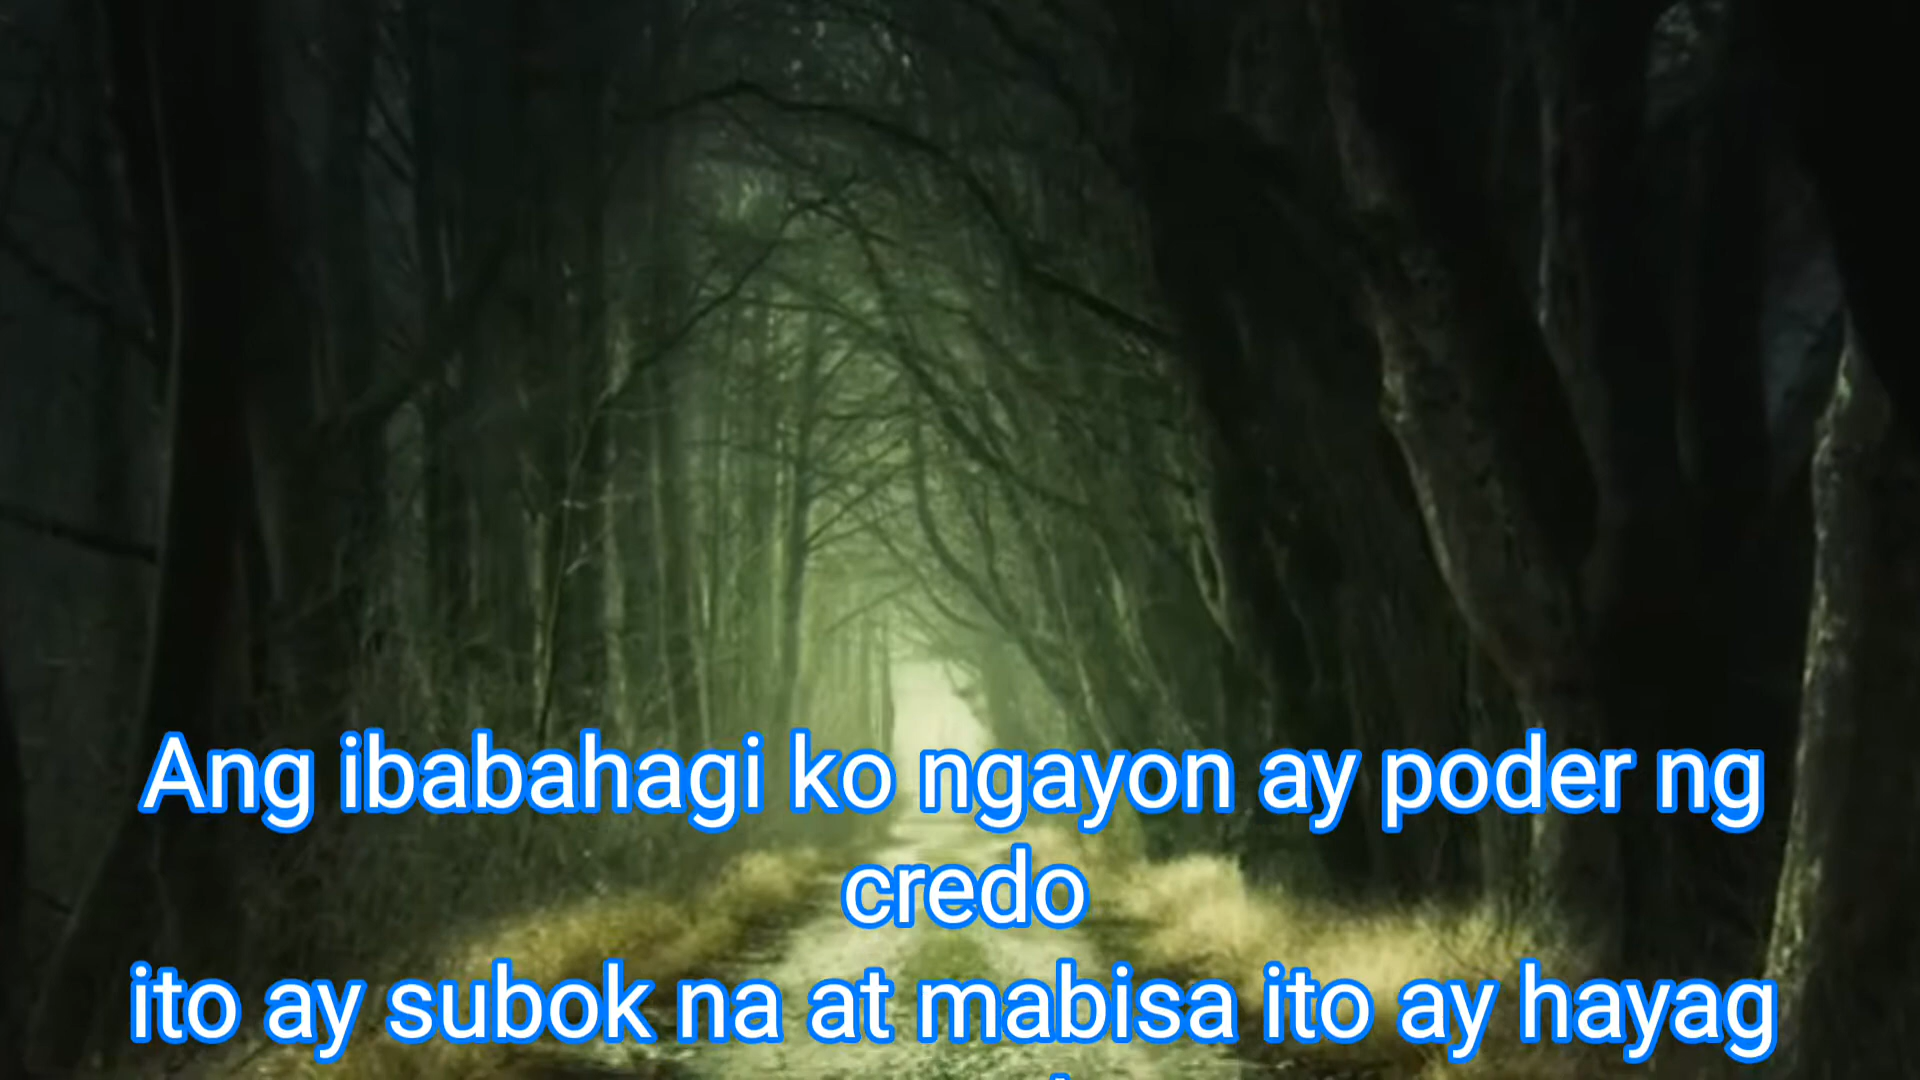 Ang ibabahagi ko ngayon ay poder ng
credo
ito ay subok na at mabisa ito ay hayag